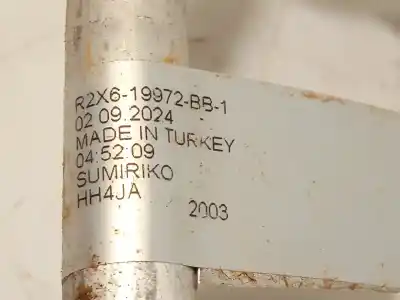 R2X6-19972-BB-1
02 09.2024
MADE IN TURKEY
04:52:09
SUMIRIKO
HH4JA
2003